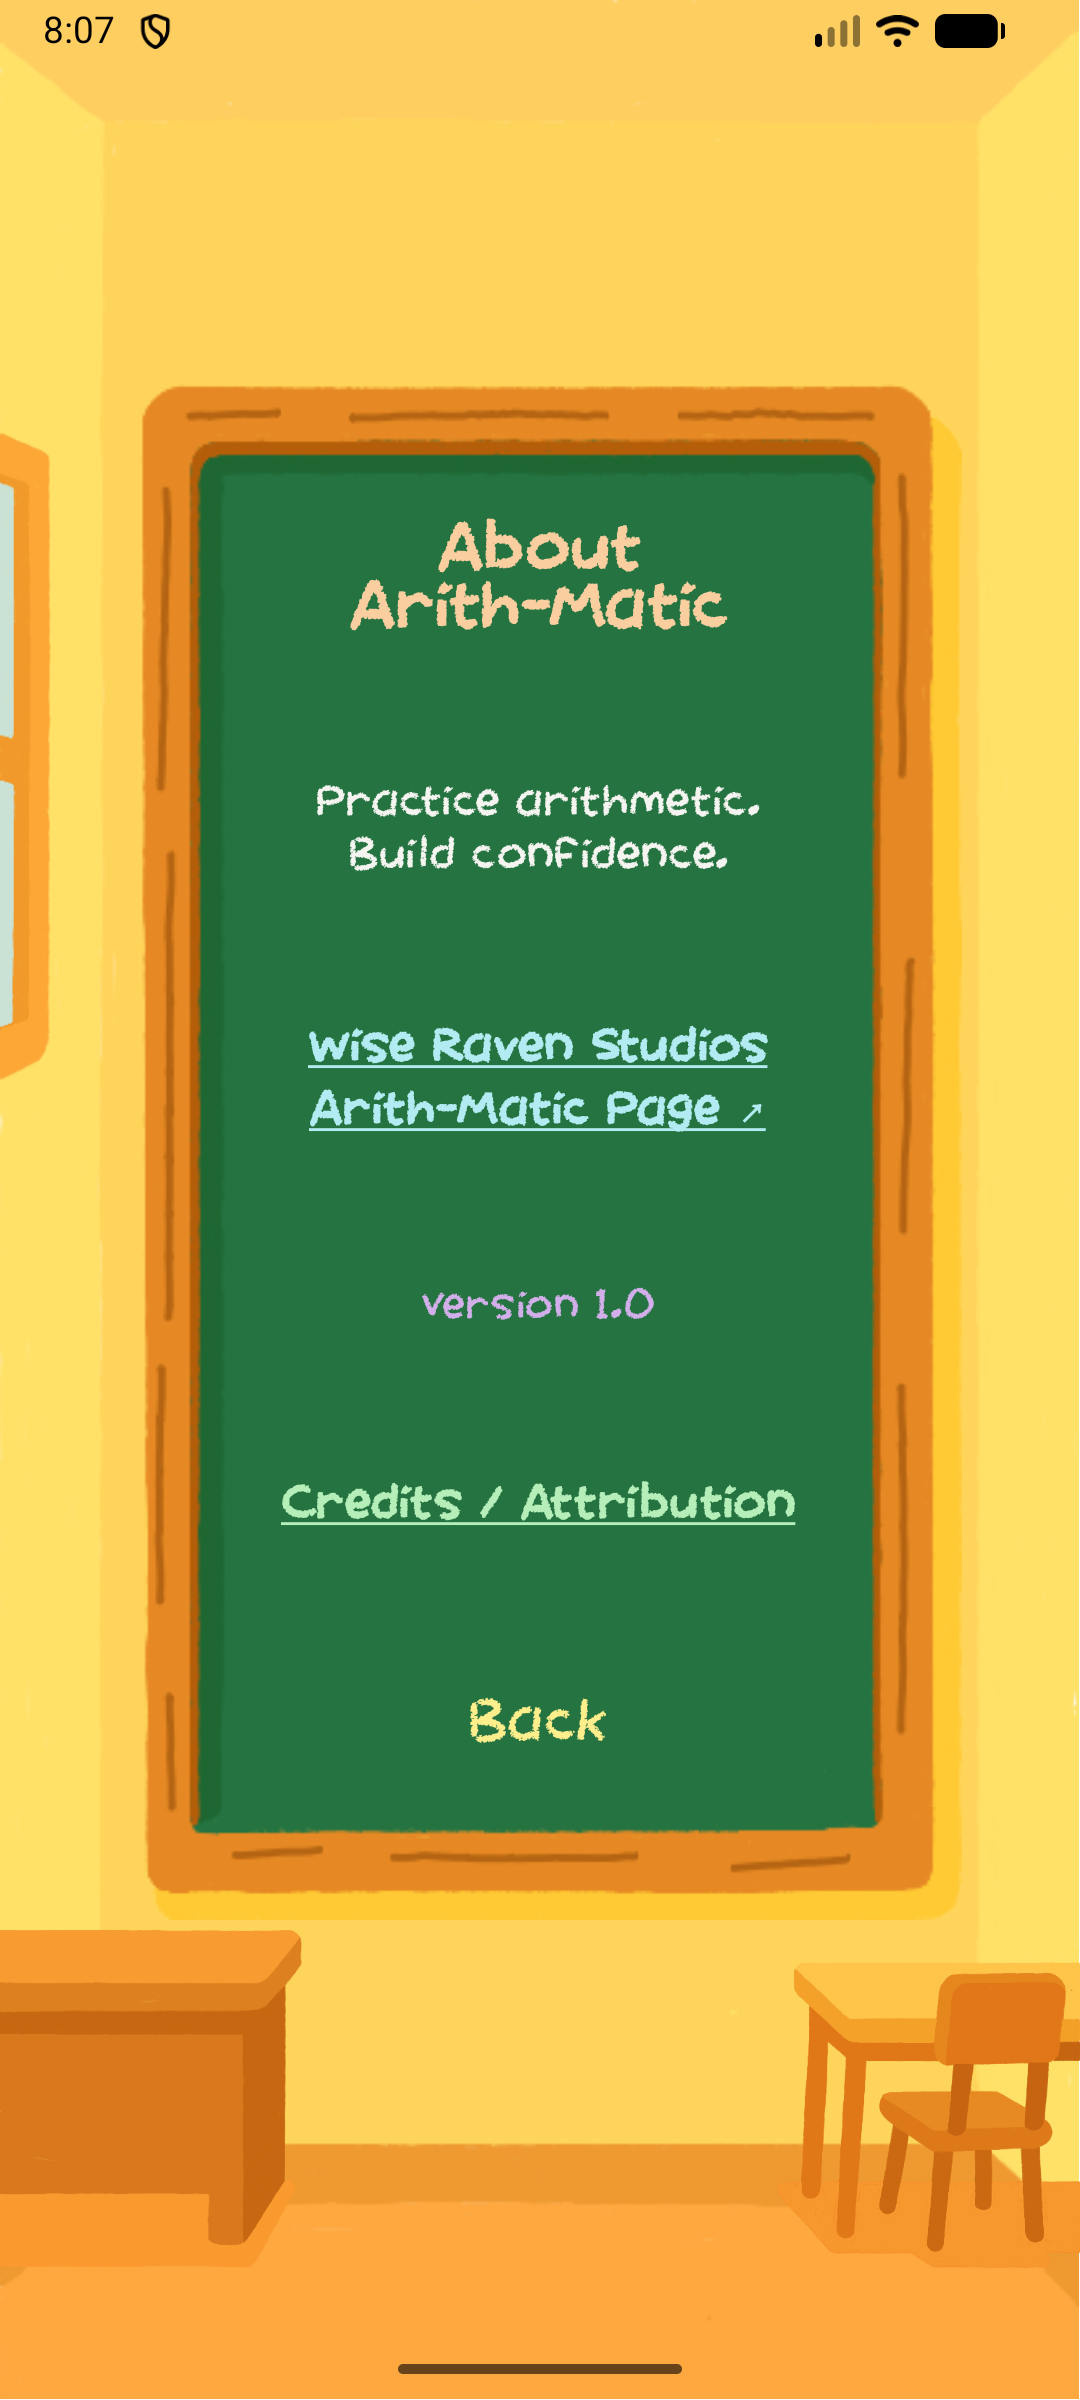 8:07
About
Arith-Matic
Practice arithmetic.
Build confidence.
Wise Raven Studios
Arith-Matic Page ↗
version 1.0
Credits / Attribution
Back